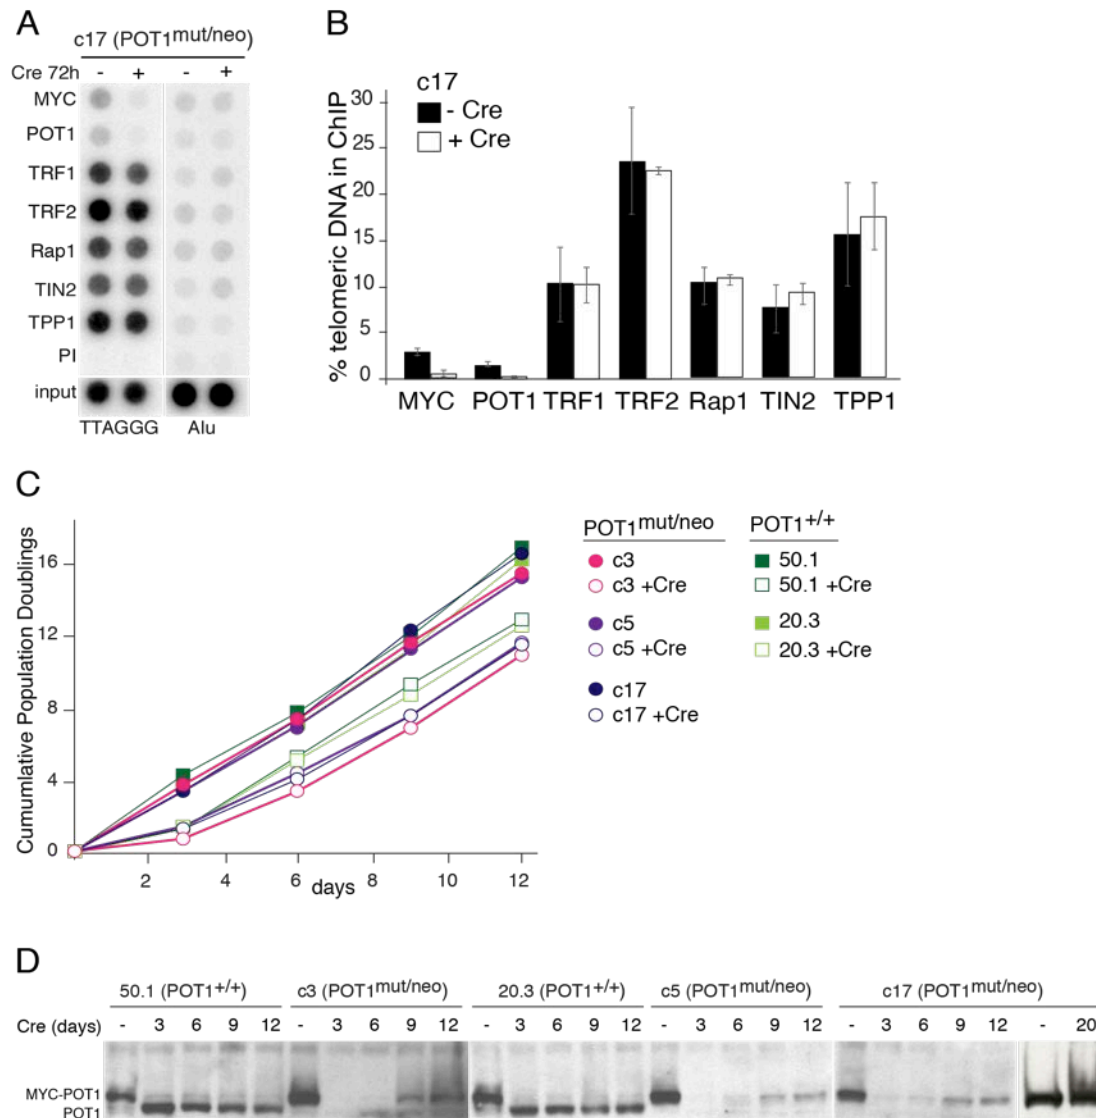 A
c17 (POT1mut/neo)
Cre 72h - + - +
MYC
POT1
TRF1
TRF2
Rap1
TIN2
TPP1
PI
input
TTAGGG Alu
B
c17
- Cre
+ Cre
% telomeric DNA in ChIP
30
25
20
15
10
5
0
MYC POT1 TRF1 TRF2 Rap1 TIN2 TPP1
C
Cumumlative Population Doublings
16
12
8
4
0
2 4 6 8 10 12
days
POT1mut/neo
c3
c3 +Cre
c5
c5 +Cre
c17
c17 +Cre
POT1+/+
50.1
50.1 +Cre
20.3
20.3 +Cre
D
50.1 (POT1+/+) c3 (POT1mut/neo) 20.3 (POT1+/+) c5 (POT1mut/neo) c17 (POT1mut/neo)
Cre (days) - 3 6 9 12 - 3 6 9 12 - 3 6 9 12 - 3 6 9 12 - 3 6 9 12 - 20
MYC-POT1
POT1